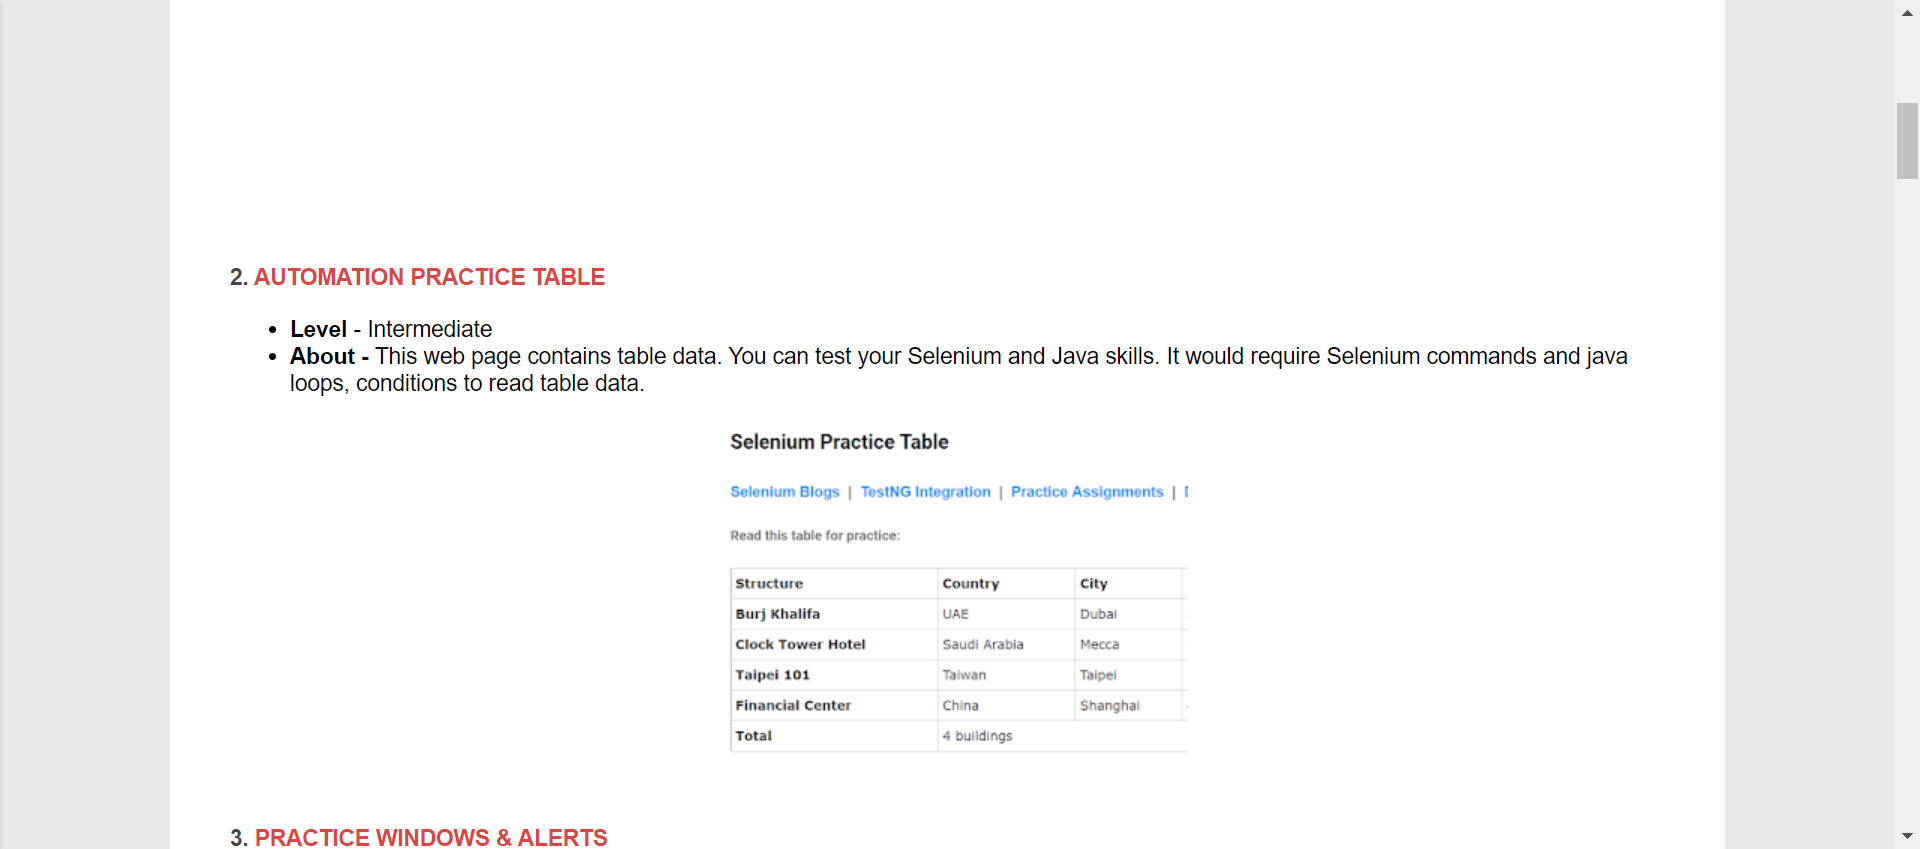 2. AUTOMATION PRACTICE TABLE
• Level - Intermediate
• About - This web page contains table data. You can test your Selenium and Java skills. It would require Selenium commands and java
loops, conditions to read table data.
Selenium Practice Table
Selenium Blogs | TestNG Integration | Practice Assignments |
Read this table for practice:
Structure Country City
Burj Khalifa UAE Dubai
Clock Tower Hotel Saudi Arabia Mecca
Taipei 101 Taiwan Taipei
Financial Center China Shanghai
Total 4 buildings
3. PRACTICE WINDOWS & ALERTS